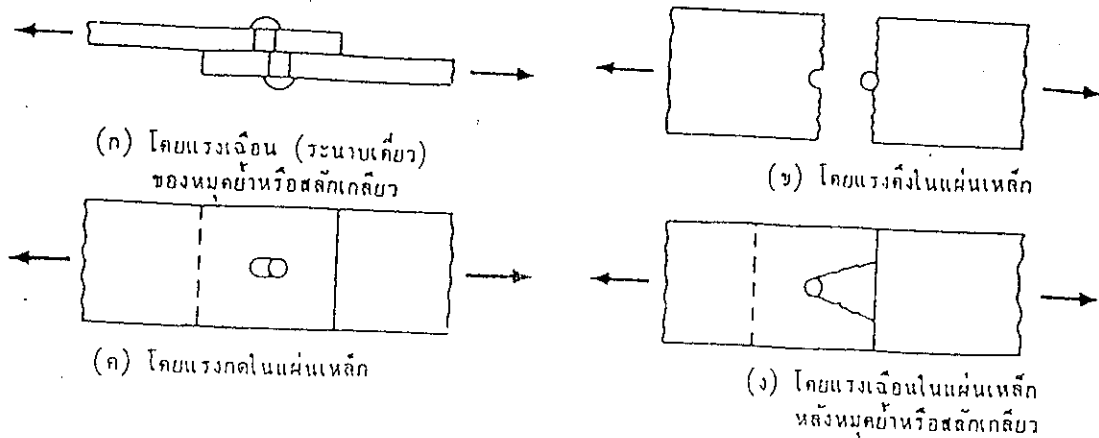 (ก) โดยแรงเฉือน (ระนาบเดี่ยว)
ของหมุดย้ำหรือสลักเกลียว
(ข) โดยแรงดึงในแผ่นเหล็ก
(ค) โดยแรงกดในแผ่นเหล็ก
(ง) โดยแรงเฉือนในแผ่นเหล็ก
หลังหมุดย้ำหรือสลักเกลียว